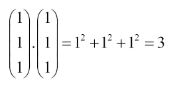 (1 1 1) . (1 1 1) = 1² + 1² + 1² = 3